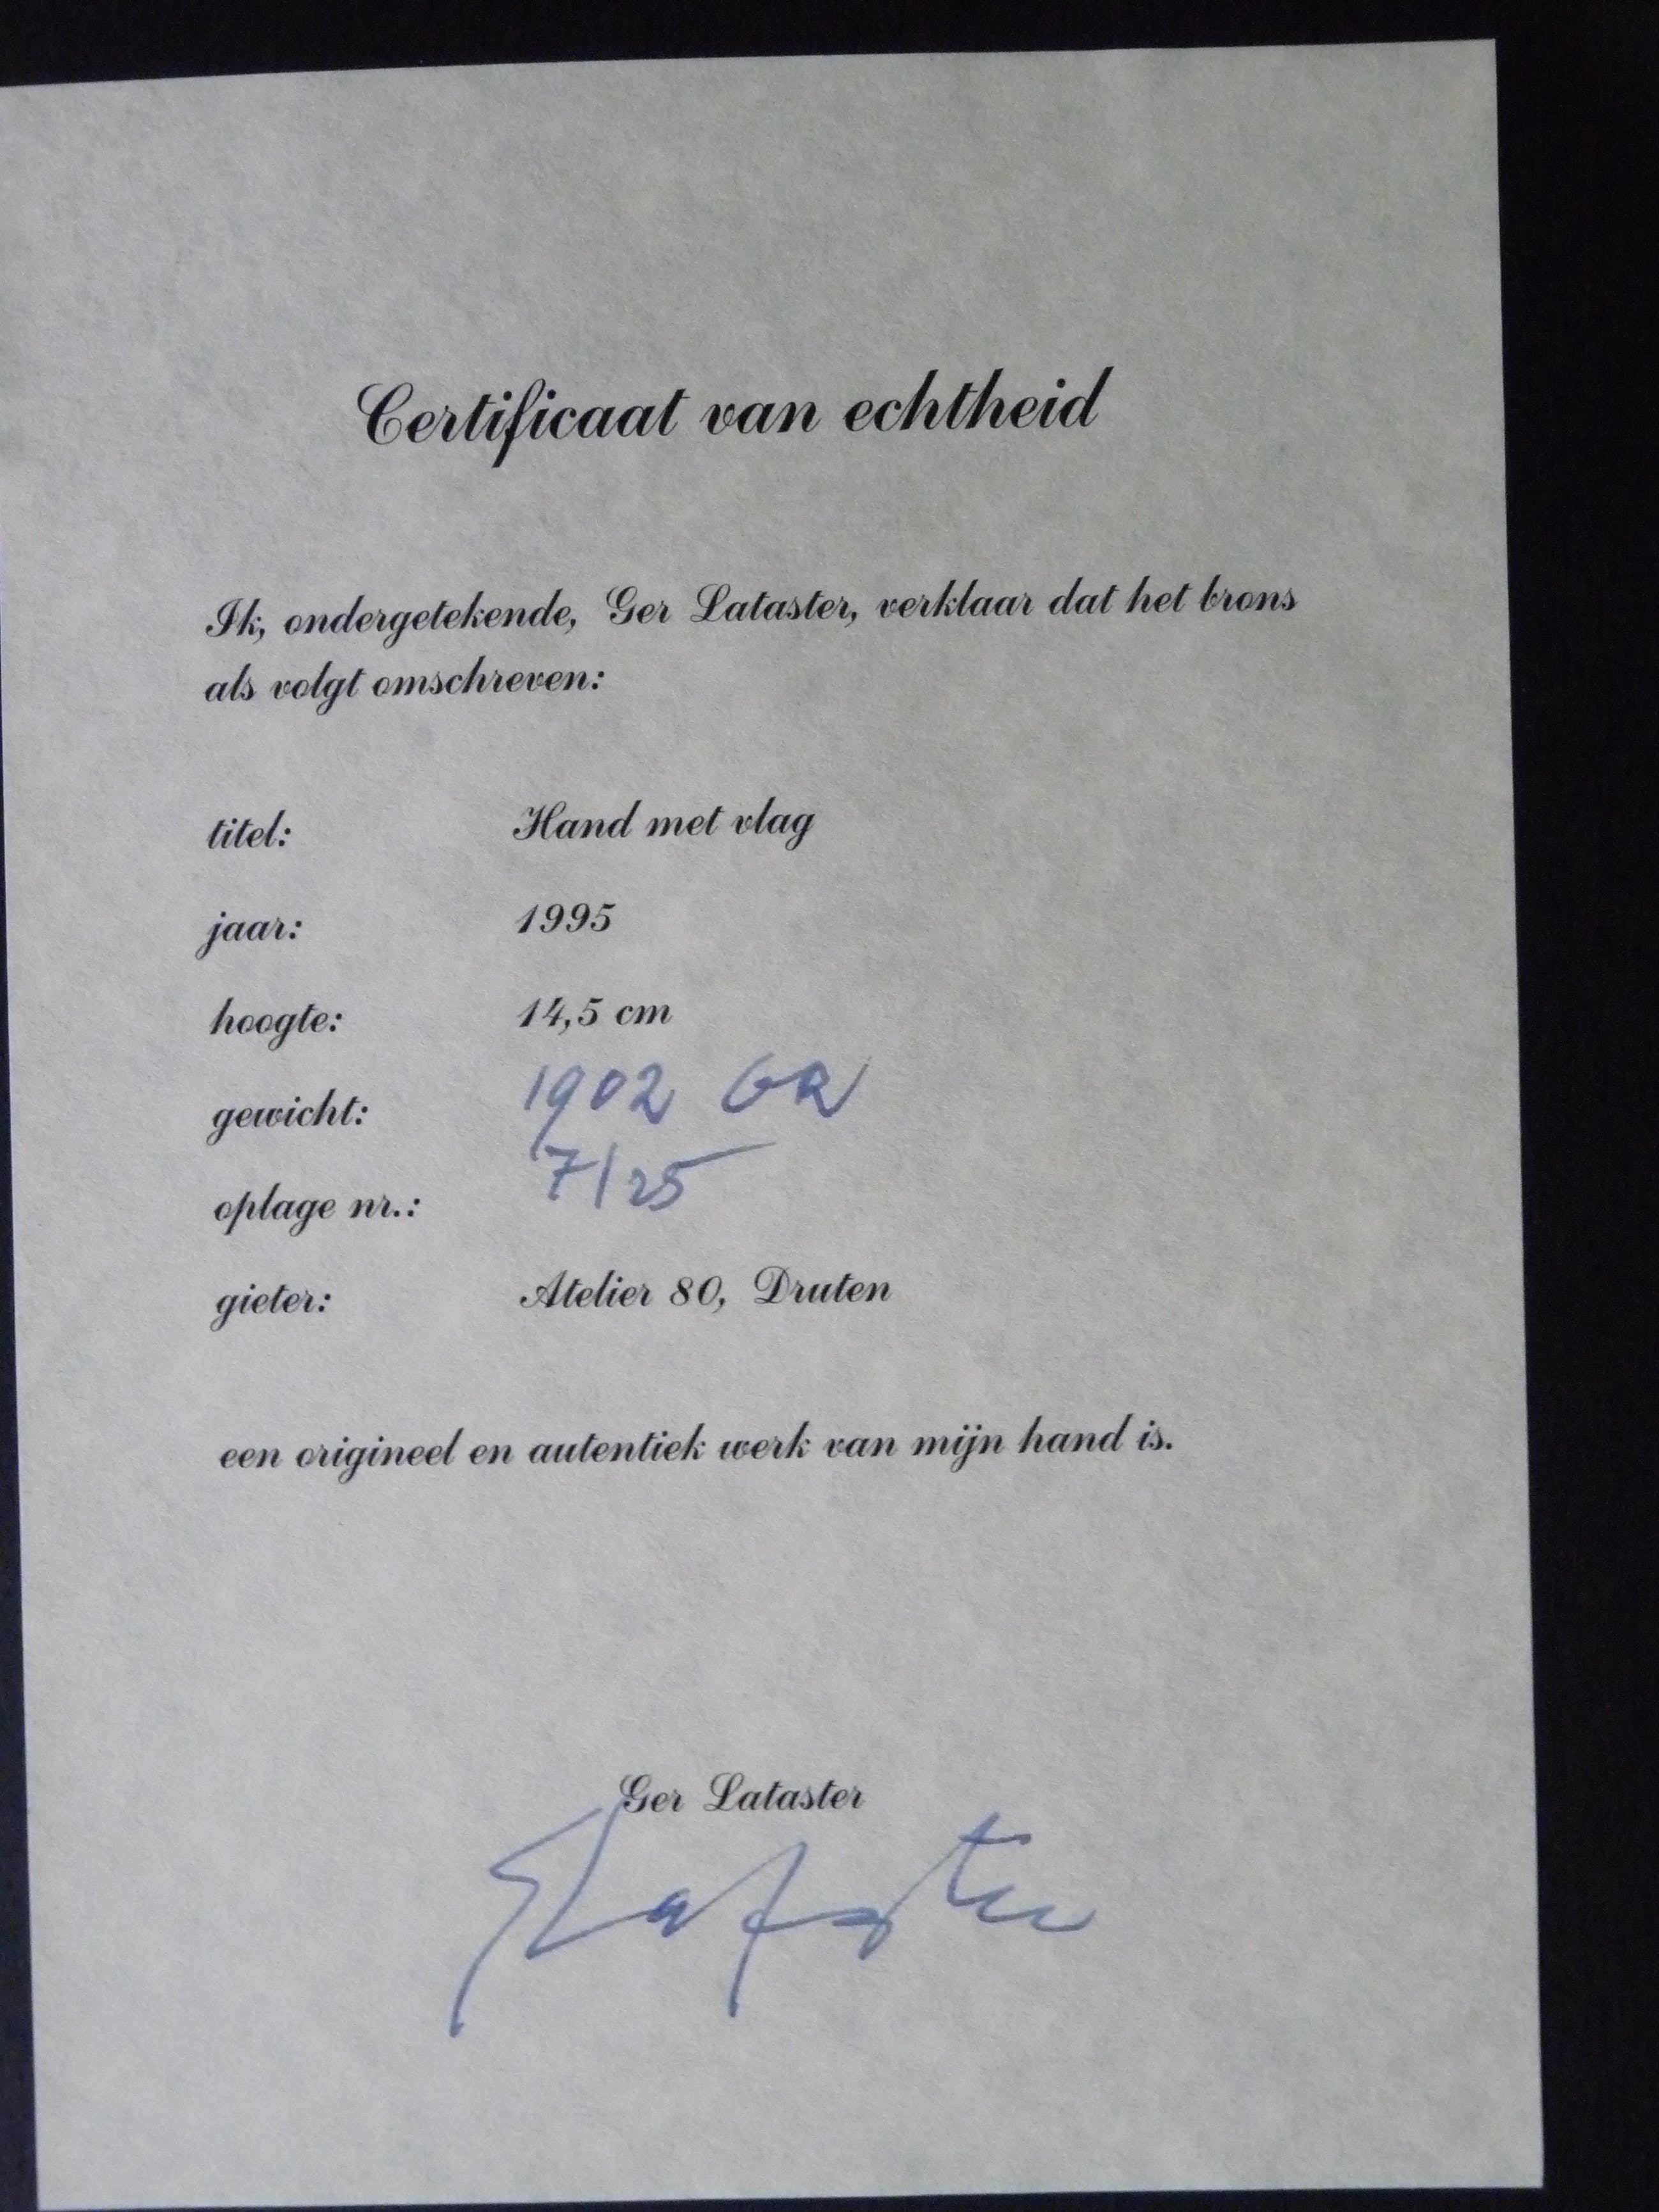 Certificaat van echtheid
Ik, ondergetekende, Ger Lataster, verklaar dat het brons
als volgt omschreven:
titel: Hand met vlag
jaar: 1995
hoogte: 14,5 cm
gewicht: 1902 GR
oplage nr.: 7/25
gieter: Atelier 80, Druten
een origineel en autentiek werk van mijn hand is.
Ger Lataster
Lataster